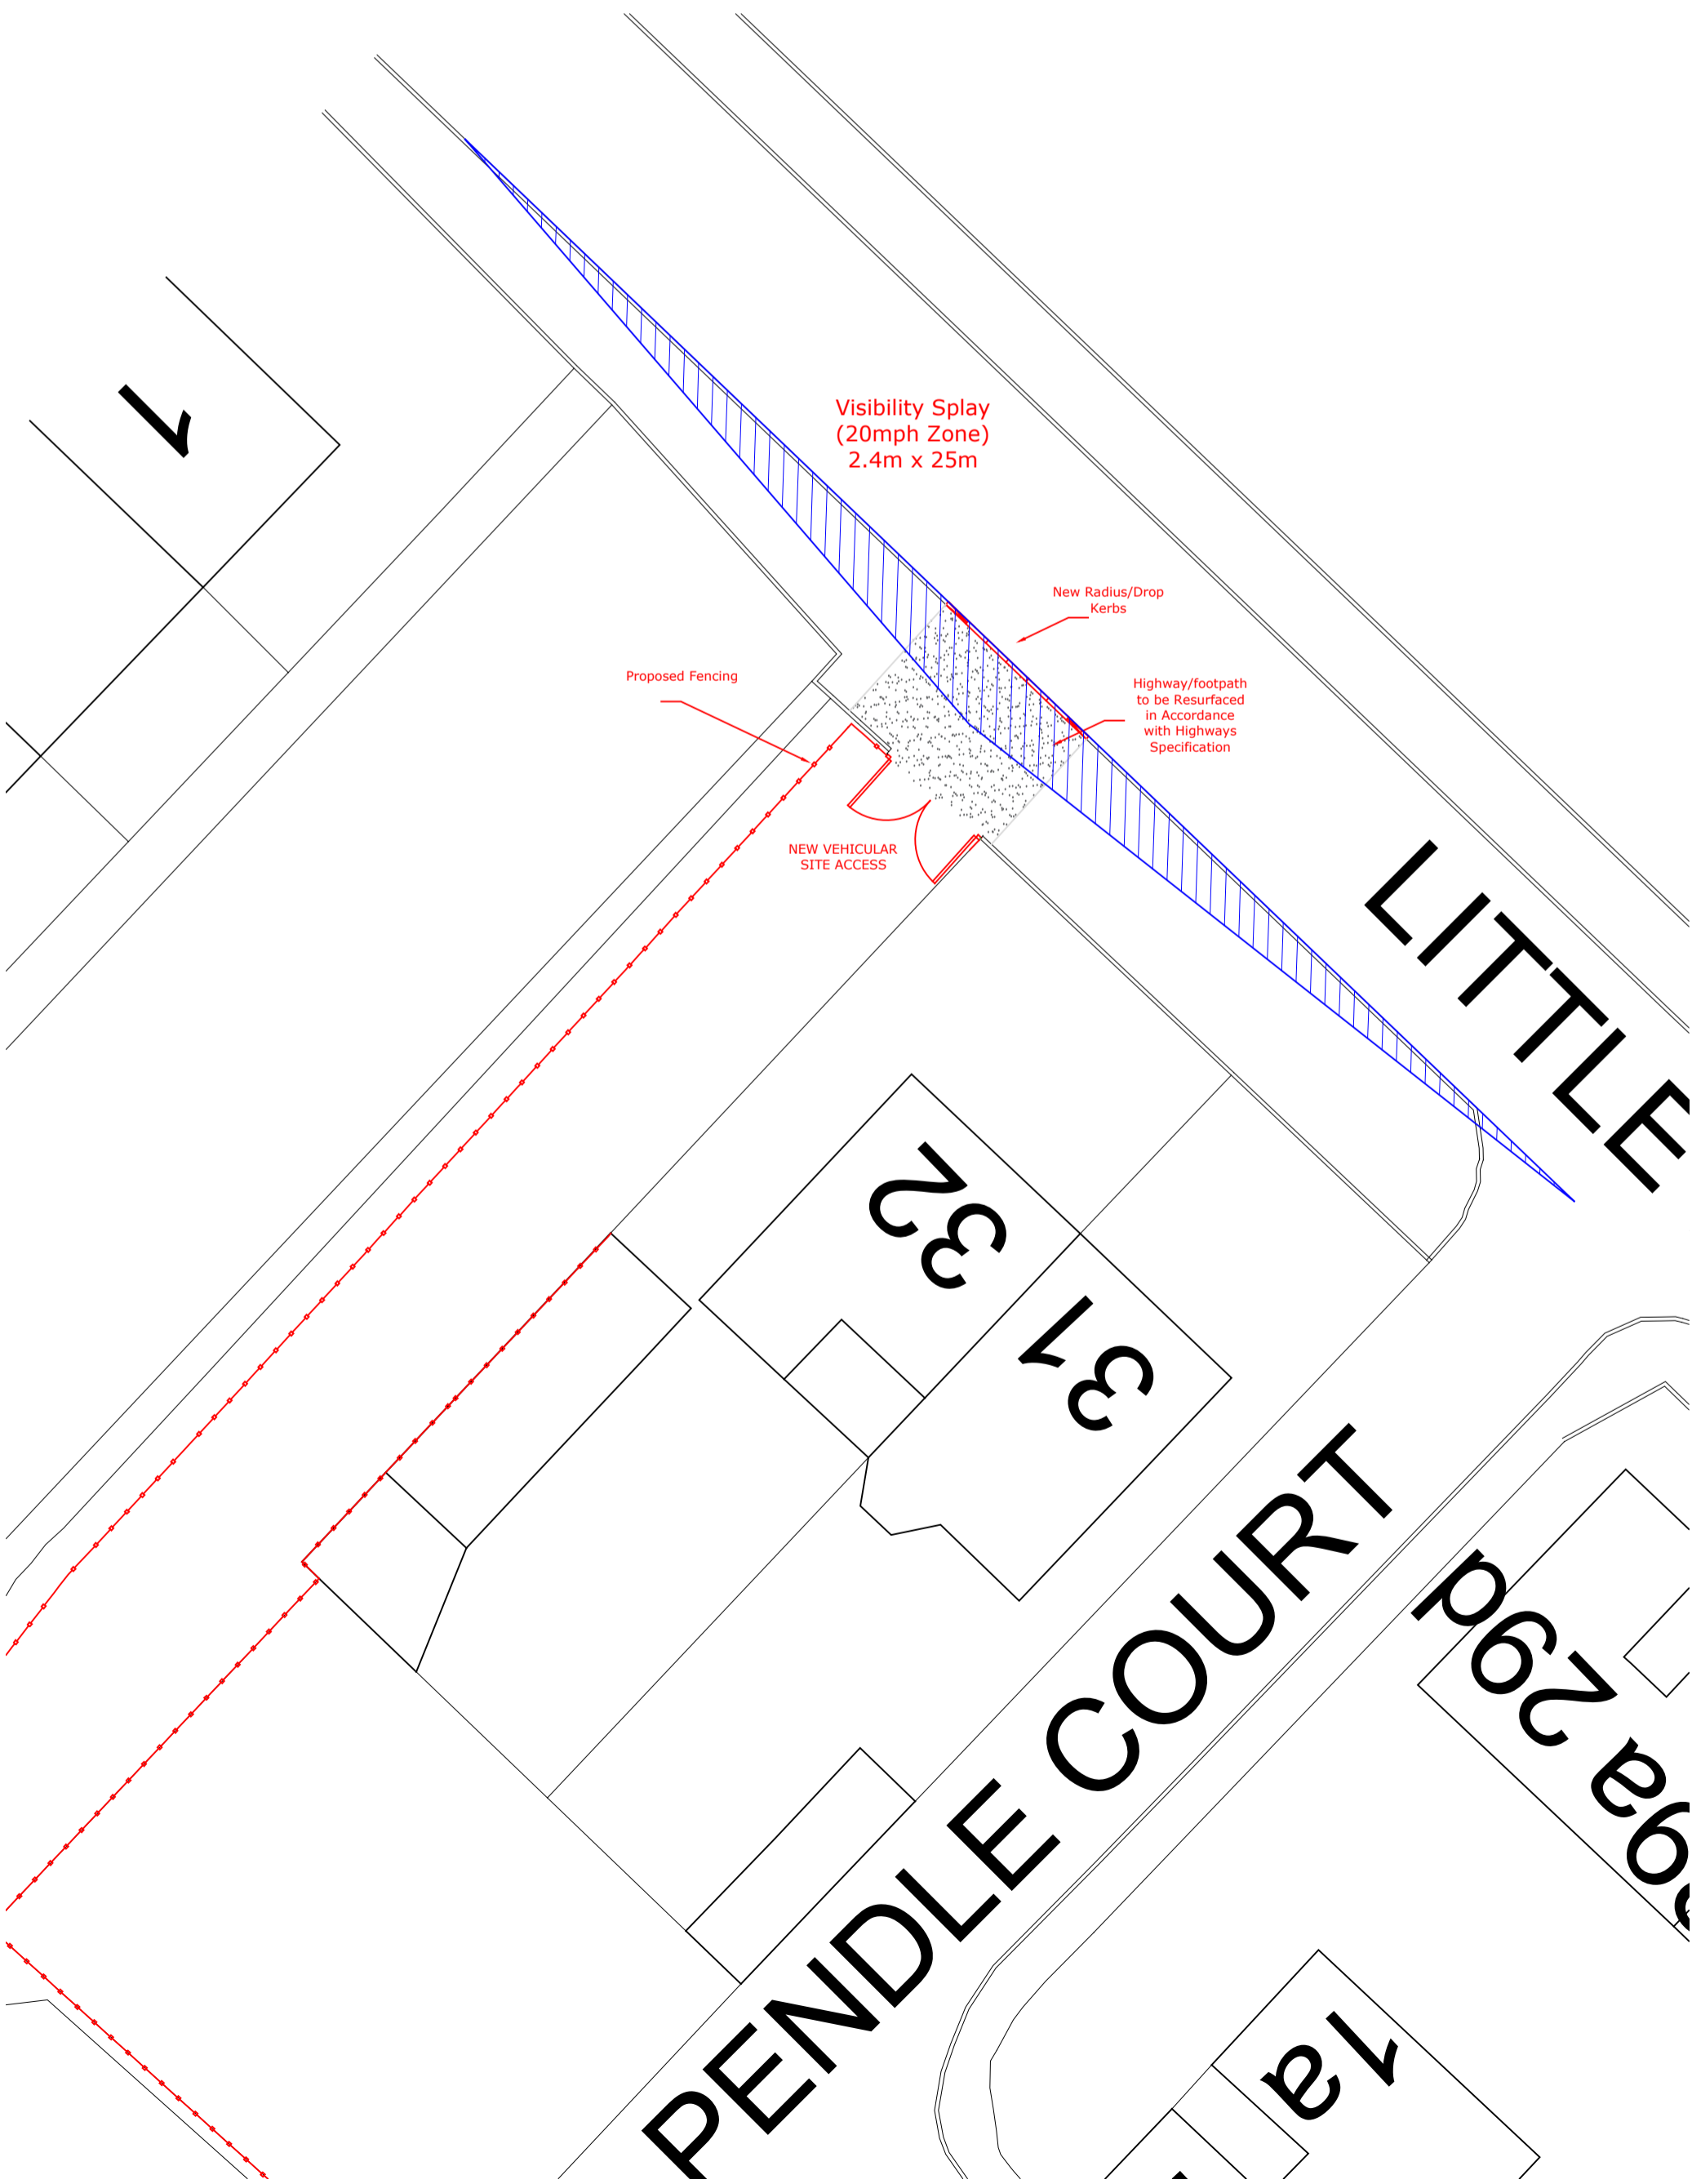 1
Visibility Splay
(20mph Zone)
2.4m x 25m
New Radius/Drop
Kerbs
Proposed Fencing
Highway/footpath
to be Resurfaced
in Accordance
with Highways
Specification
NEW VEHICULAR
SITE ACCESS
LITTLE
32
31
PENDLE COURT
29d
9a
1a